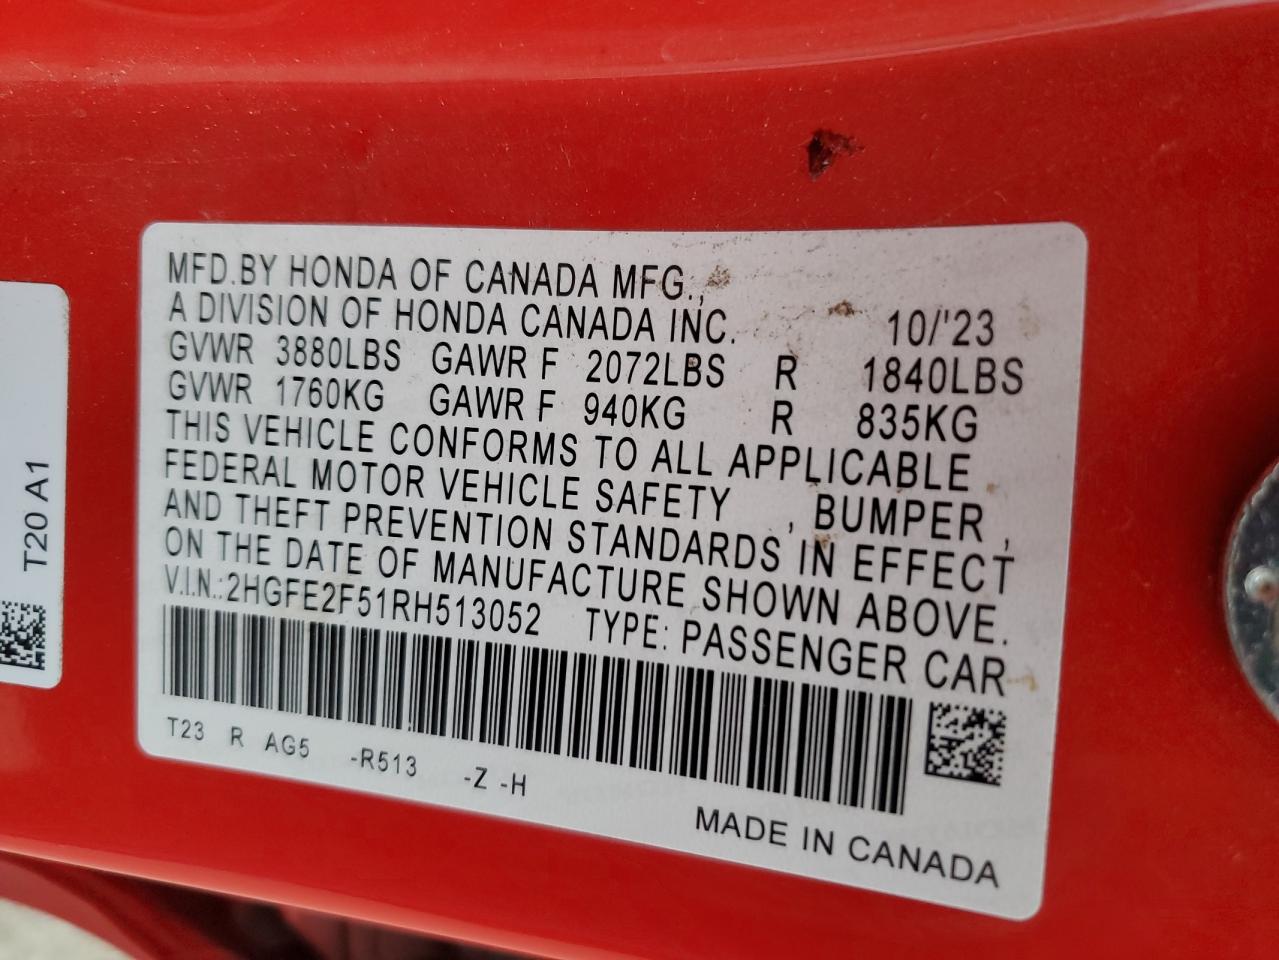 MFD.BY HONDA OF CANADA MFG.,
A DIVISION OF HONDA CANADA INC. 10/'23
GVWR 3880LBS GAWR F 2072LBS R 1840LBS
GVWR 1760KG GAWR F 940KG R 835KG
THIS VEHICLE CONFORMS TO ALL APPLICABLE
FEDERAL MOTOR VEHICLE SAFETY , BUMPER ,
AND THEFT PREVENTION STANDARDS IN EFFECT
ON THE DATE OF MANUFACTURE SHOWN ABOVE.
V.I.N.:2HGFE2F51RH513052 TYPE: PASSENGER CAR
T23 R AG5 -R513 -Z -H
MADE IN CANADA
T20 A1